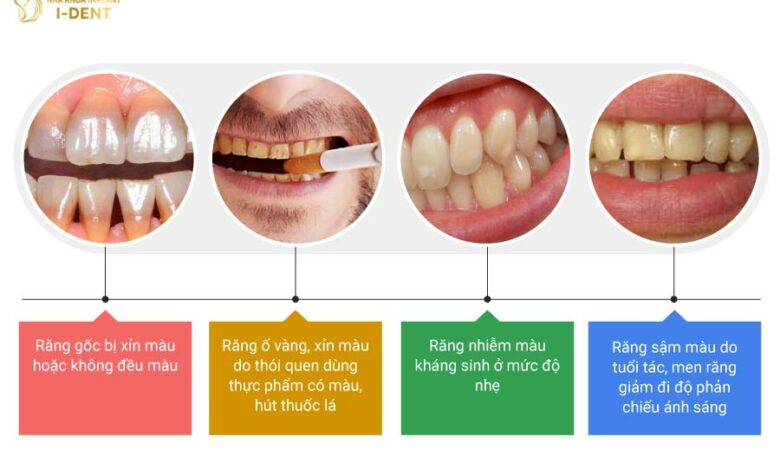 NHA KHOA IMPLANT
I-DENT
Răng gốc bị xỉn màu
hoặc không đều màu
Răng ố vàng, xỉn màu
do thói quen dùng
thực phẩm có màu,
hút thuốc lá
Răng nhiễm màu
kháng sinh ở mức độ
nhẹ
Răng sậm màu do
tuổi tác, men răng
giảm đi độ phản
chiếu ánh sáng